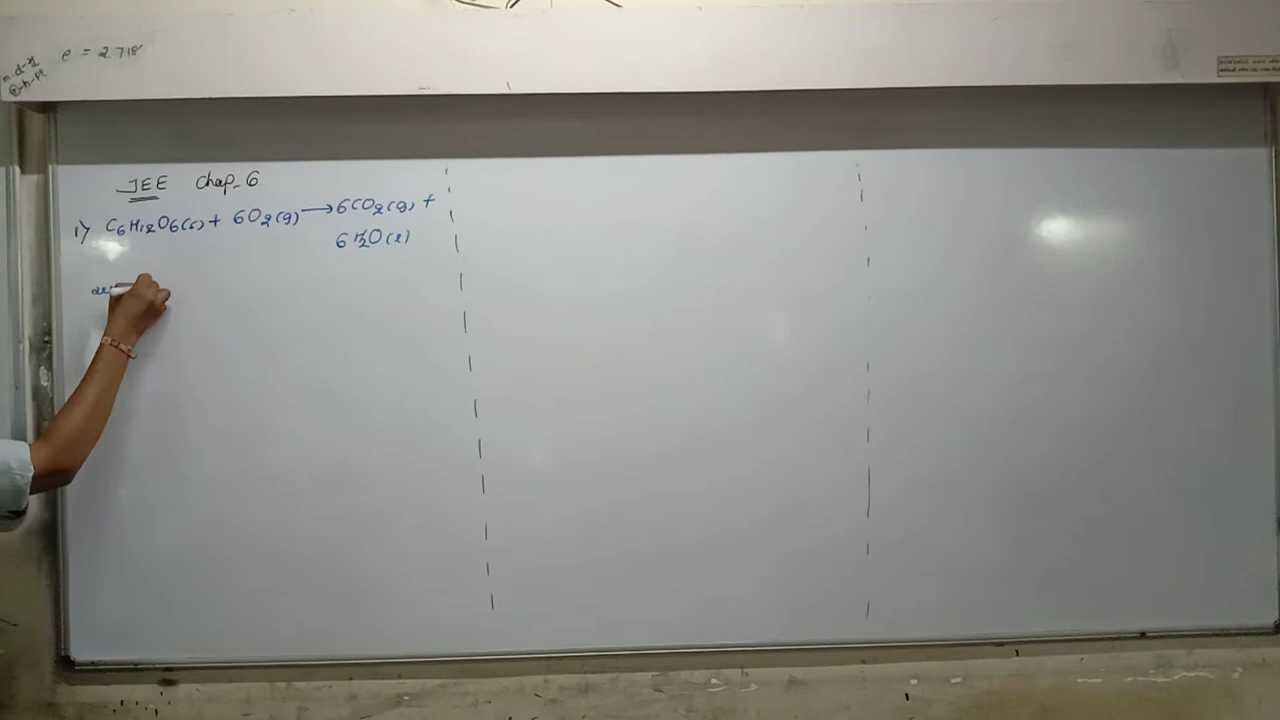 e = 2.718
JEE Chap-6
1) C6H12O6(s) + 6O2(g) → 6CO2(g) +
6H2O(l)